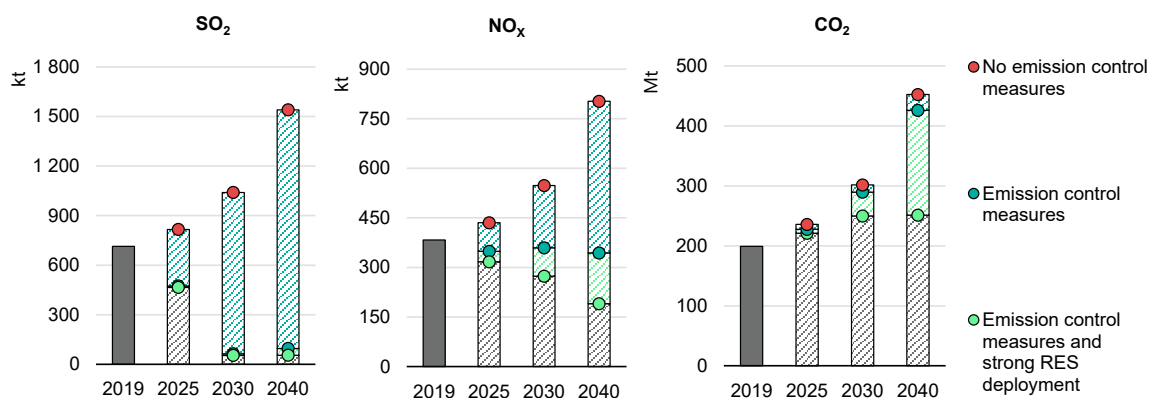 SO₂
kt
1 800
1 500
1 200
900
600
300
0
2019 2025 2030 2040
NOₓ
kt
900
750
600
450
300
150
0
2019 2025 2030 2040
CO₂
Mt
500
400
300
200
100
0
2019 2025 2030 2040
No emission control
measures
Emission control
measures
Emission control
measures and
strong RES
deployment